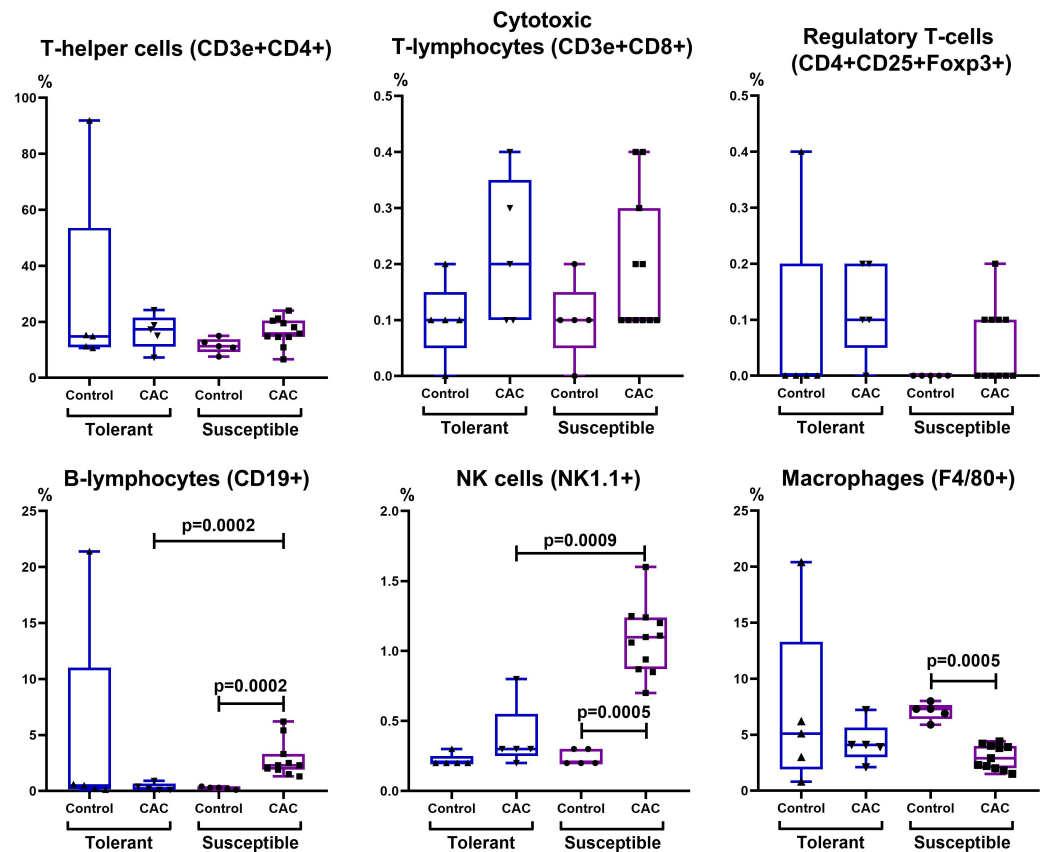 T-helper cells (CD3e+CD4+)
%
100
80
60
40
20
0
Control CAC Control CAC
Tolerant Susceptible
Cytotoxic
T-lymphocytes (CD3e+CD8+)
%
0.5
0.4
0.3
0.2
0.1
0.0
Control CAC Control CAC
Tolerant Susceptible
Regulatory T-cells
(CD4+CD25+Foxp3+)
%
0.5
0.4
0.3
0.2
0.1
0.0
Control CAC Control CAC
Tolerant Susceptible
B-lymphocytes (CD19+)
%
25
20
15
10
5
0
p=0.0002
p=0.0002
Control CAC Control CAC
Tolerant Susceptible
NK cells (NK1.1+)
%
2.0
1.5
1.0
0.5
0.0
p=0.0009
p=0.0005
Control CAC Control CAC
Tolerant Susceptible
Macrophages (F4/80+)
%
25
20
15
10
5
0
p=0.0005
Control CAC Control CAC
Tolerant Susceptible